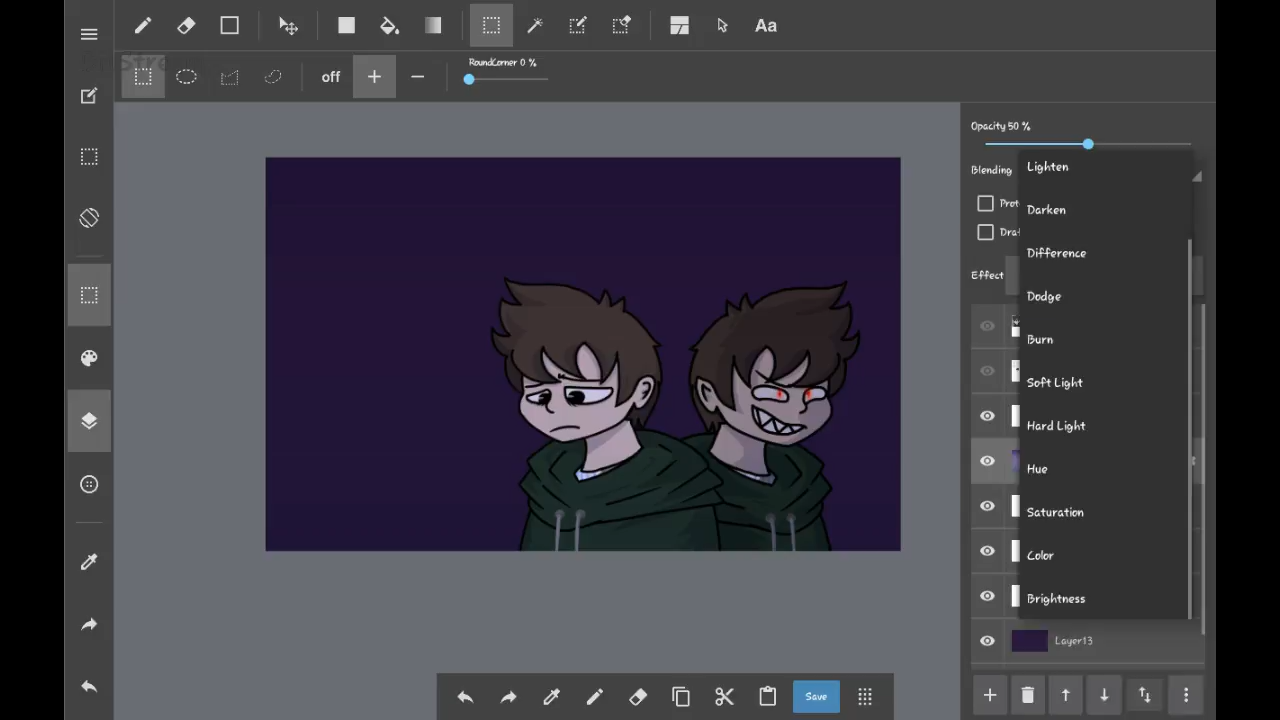 Aa
off
RoundCorner 0 %
Opacity 50 %
Blending
Lighten
Darken
Difference
Effect
Dodge
Burn
Soft Light
Hard Light
Hue
Saturation
Color
Brightness
Layer13
Save